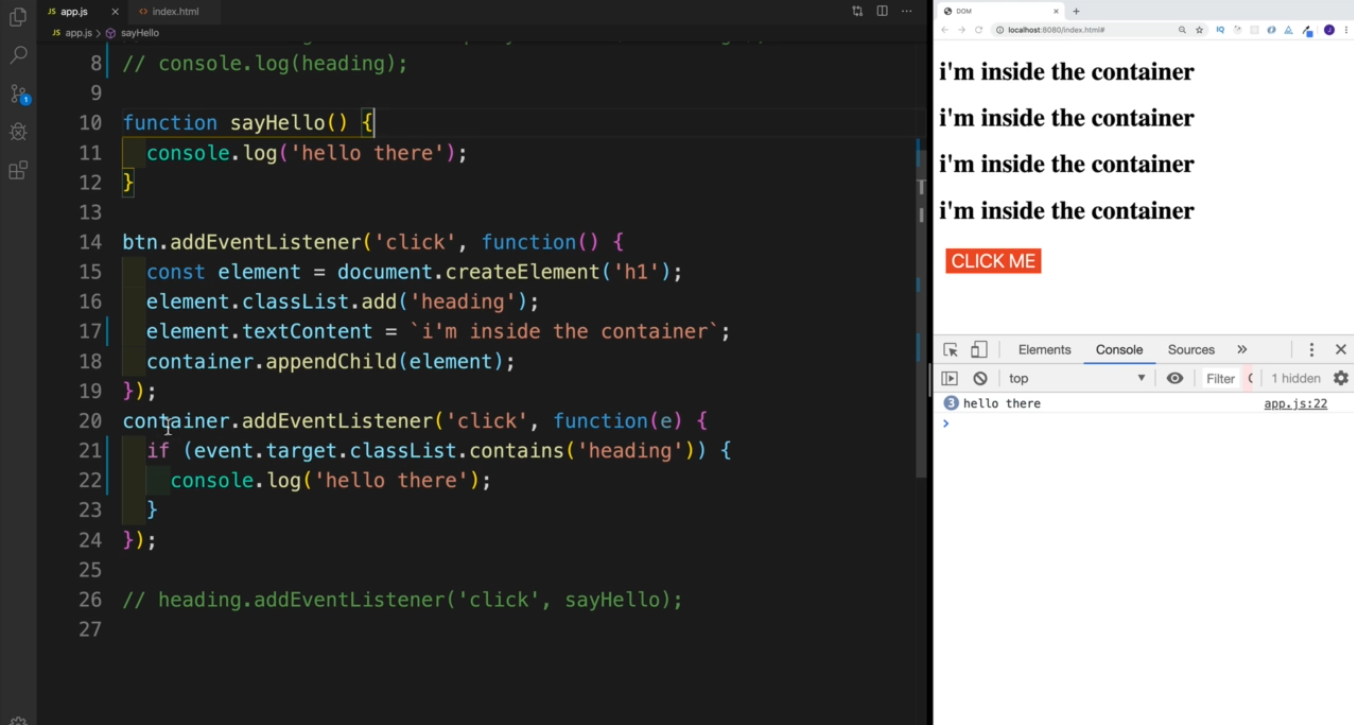 app.js
index.html
app.js > sayHello
8 // console.log(heading);
9
10 function sayHello() {
11 console.log('hello there');
12 }
13
14 btn.addEventListener('click', function() {
15 const element = document.createElement('h1');
16 element.classList.add('heading');
17 element.textContent = `i'm inside the container`;
18 container.appendChild(element);
19 });
20 container.addEventListener('click', function(e) {
21 if (event.target.classList.contains('heading')) {
22 console.log('hello there');
23 }
24 });
25
26 // heading.addEventListener('click', sayHello);
27
DOM
localhost:8080/index.html#
i'm inside the container
i'm inside the container
i'm inside the container
i'm inside the container
CLICK ME
Elements Console Sources
top Filter 1 hidden
3 hello there app.js:22